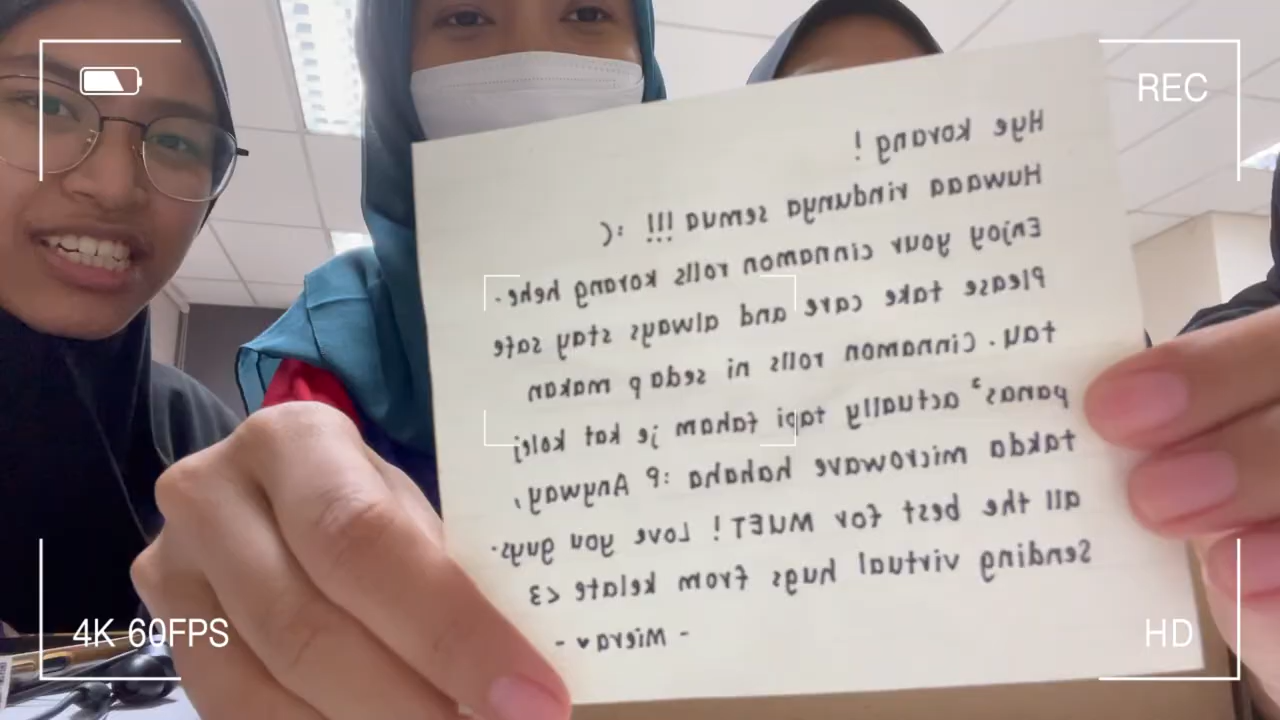 REC
Hye korang !
Huwaaa rindunya semua !!! :(
Enjoy your cinnamon rolls korang hehe.
Please take care and always stay safe
tau. Cinnamon rolls ni sedap makan
panas² actually tapi faham je kat kolej
takda microwave hahaha :P Anyway,
all the best for MUET ! Love you guys.
Sending virtual hugs from kelate <3
- Miera ♥ -
4K 60FPS
HD